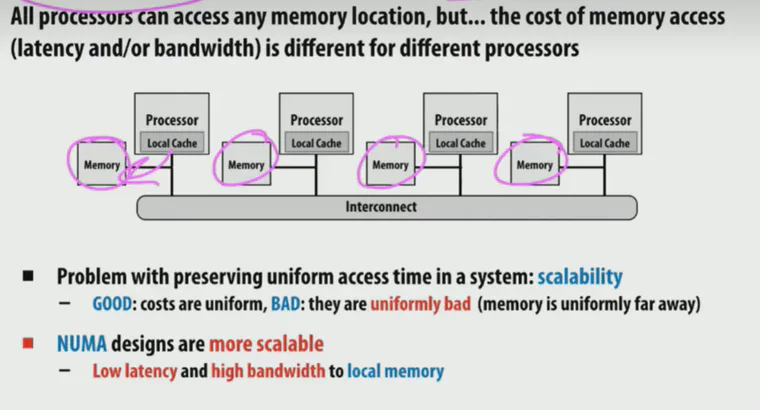 All processors can access any memory location, but... the cost of memory access
(latency and/or bandwidth) is different for different processors
Processor Processor Processor Processor
Local Cache Local Cache Local Cache Local Cache
Memory Memory Memory Memory
Interconnect
■ Problem with preserving uniform access time in a system: scalability
– GOOD: costs are uniform, BAD: they are uniformly bad (memory is uniformly far away)
■ NUMA designs are more scalable
– Low latency and high bandwidth to local memory